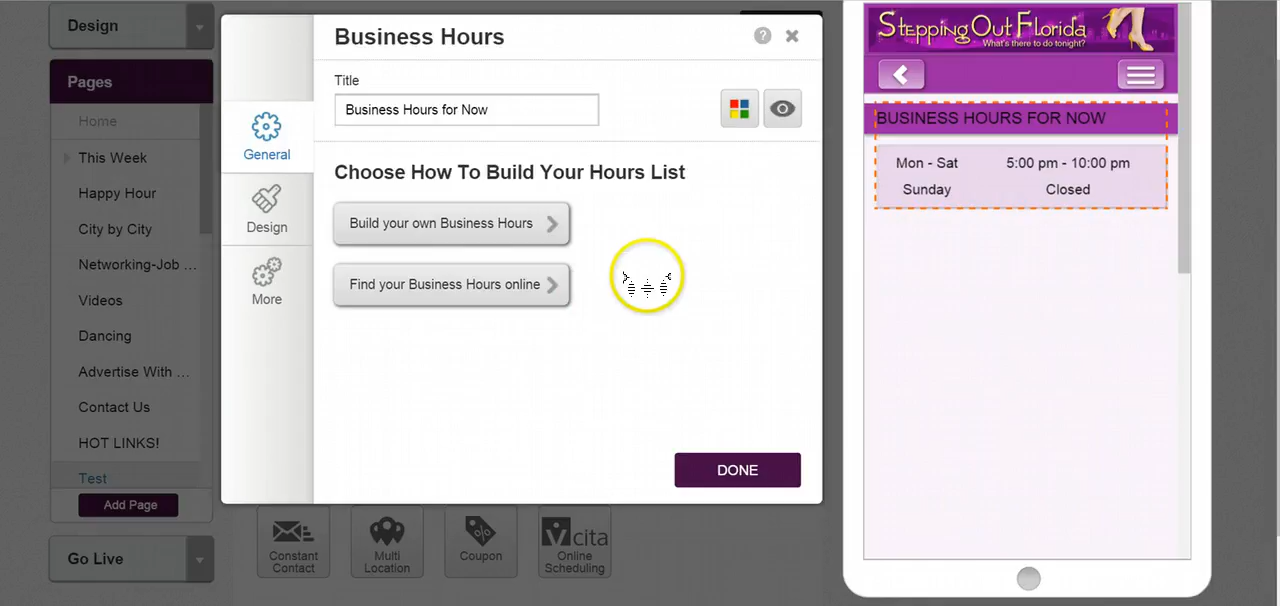 Design
Pages
Home
This Week
Happy Hour
City by City
Networking-Job ...
Videos
Dancing
Advertise With ...
Contact Us
HOT LINKS!
Test
Add Page
Go Live
Business Hours
?
Title
Business Hours for Now
General
Design
More
Choose How To Build Your Hours List
Build your own Business Hours
Find your Business Hours online
DONE
Constant
Contact
Multi
Location
Coupon
Vcita
Online
Scheduling
Stepping Out Florida
What's there to do tonight?
BUSINESS HOURS FOR NOW
Mon - Sat 5:00 pm - 10:00 pm
Sunday Closed